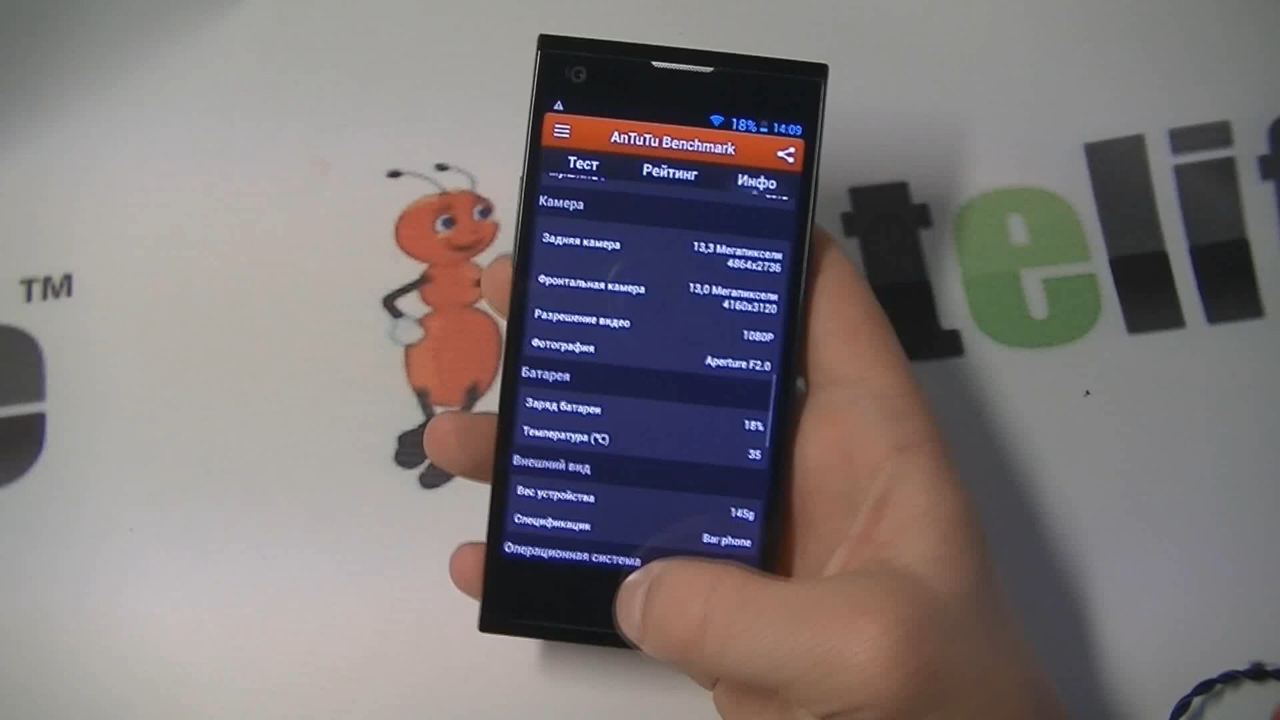 TM
teli
18% 14:09
AnTuTu Benchmark
Тест Рейтинг Инфо
Камера
Задняя камера 13,3 Мегапиксели
4864x2736
Фронтальная камера 13,0 Мегапиксели
4160x3120
Разрешение видео 1080P
Фотография Aperture F2.0
Батарея
Заряд батареи 18%
Температура (°C) 35
Внешний вид
Вес устройства 145g
Спецификации Bar phone
Операционная система